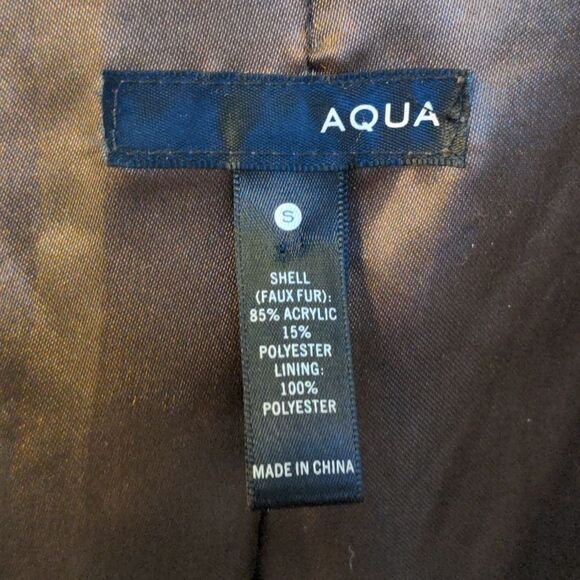 AQUA
S
SHELL
(FAUX FUR):
85% ACRYLIC
15%
POLYESTER
LINING:
100%
POLYESTER
MADE IN CHINA